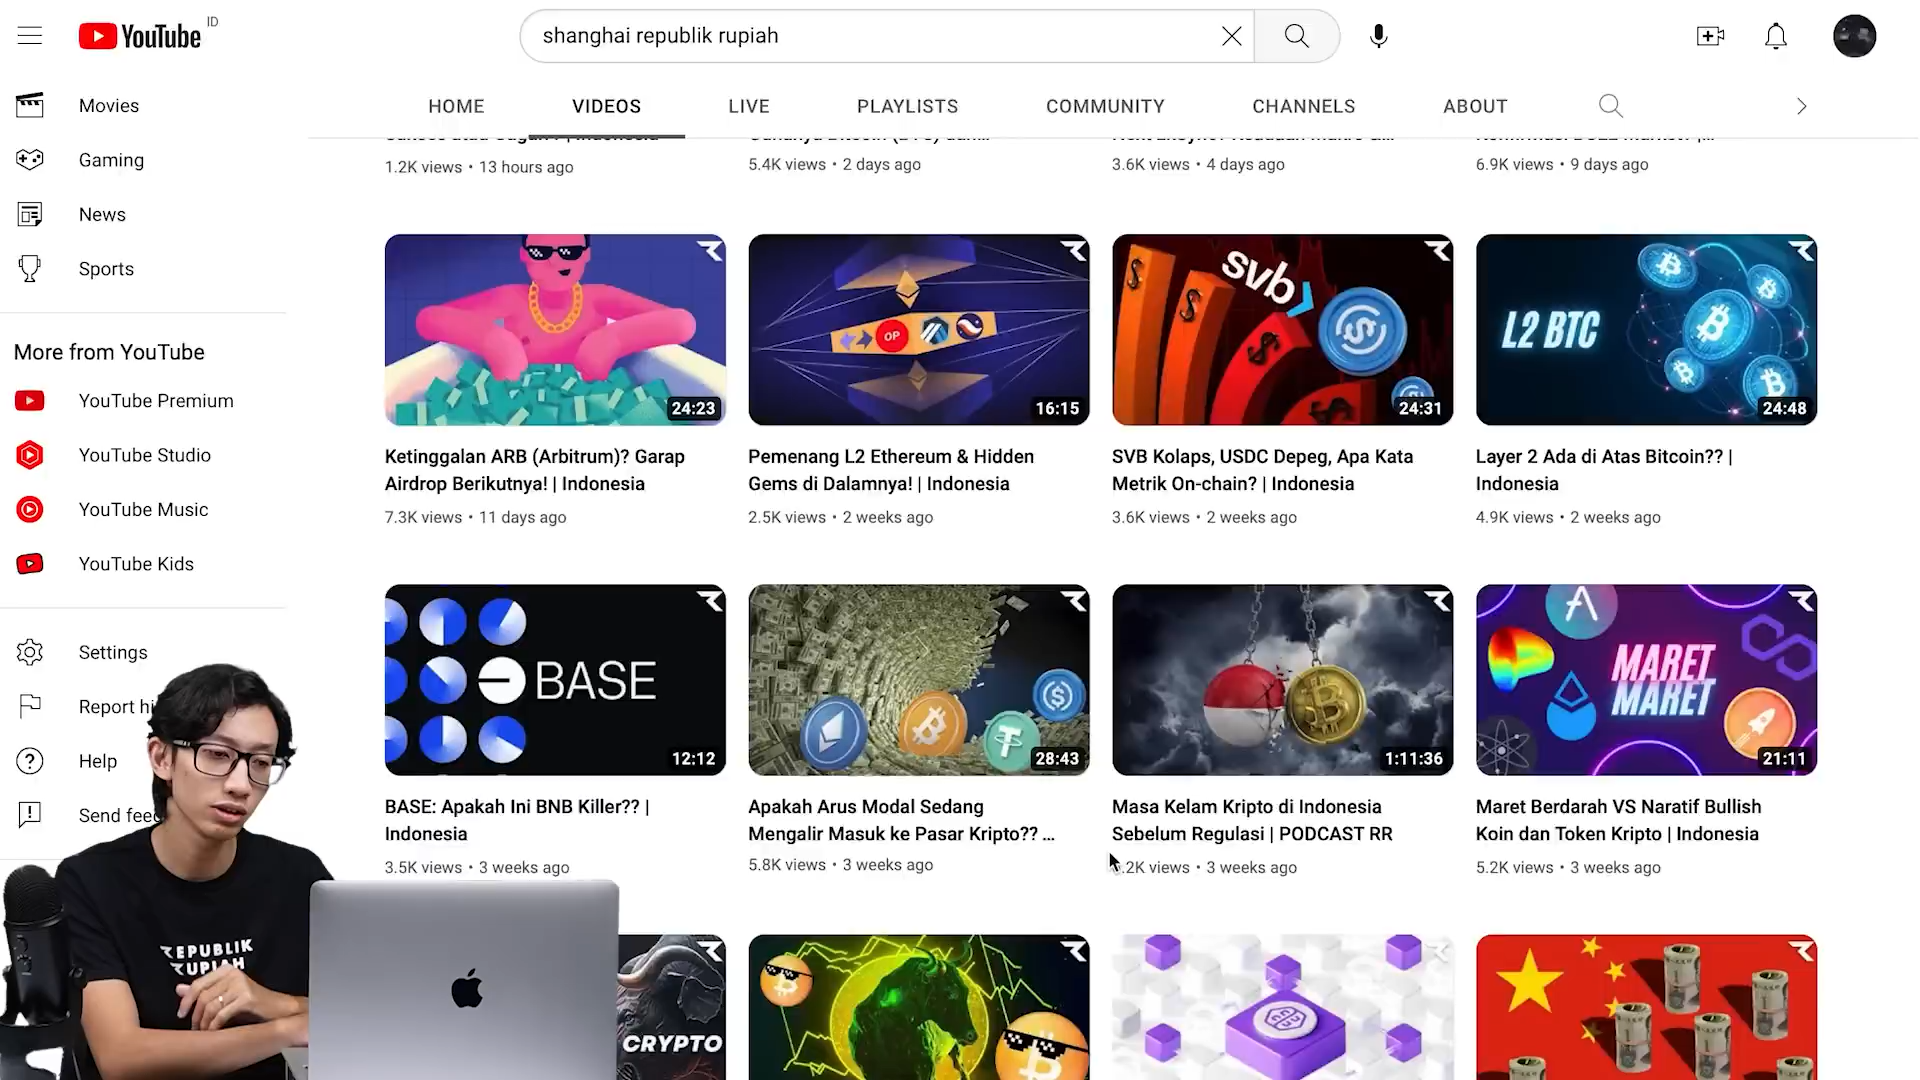 YouTube
ID
shanghai republik rupiah
HOME
VIDEOS
LIVE
PLAYLISTS
COMMUNITY
CHANNELS
ABOUT
Movies
Gaming
News
Sports
More from YouTube
YouTube Premium
YouTube Studio
YouTube Music
YouTube Kids
Settings
Report hi
Help
Send feed
1.2K views • 13 hours ago
5.4K views • 2 days ago
3.6K views • 4 days ago
6.9K views • 9 days ago
24:23
OP
16:15
svb
24:31
L2 BTC
24:48
Ketinggalan ARB (Arbitrum)? Garap
Airdrop Berikutnya! | Indonesia
7.3K views • 11 days ago
Pemenang L2 Ethereum & Hidden
Gems di Dalamnya! | Indonesia
2.5K views • 2 weeks ago
SVB Kolaps, USDC Depeg, Apa Kata
Metrik On-chain? | Indonesia
3.6K views • 2 weeks ago
Layer 2 Ada di Atas Bitcoin?? |
Indonesia
4.9K views • 2 weeks ago
BASE
12:12
28:43
1:11:36
MARET
MARET
21:11
BASE: Apakah Ini BNB Killer?? |
Indonesia
3.5K views • 3 weeks ago
Apakah Arus Modal Sedang
Mengalir Masuk ke Pasar Kripto?? ...
5.8K views • 3 weeks ago
Masa Kelam Kripto di Indonesia
Sebelum Regulasi | PODCAST RR
.2K views • 3 weeks ago
Maret Berdarah VS Naratif Bullish
Koin dan Token Kripto | Indonesia
5.2K views • 3 weeks ago
REPUBLIK
RUPIAH
CRYPTO